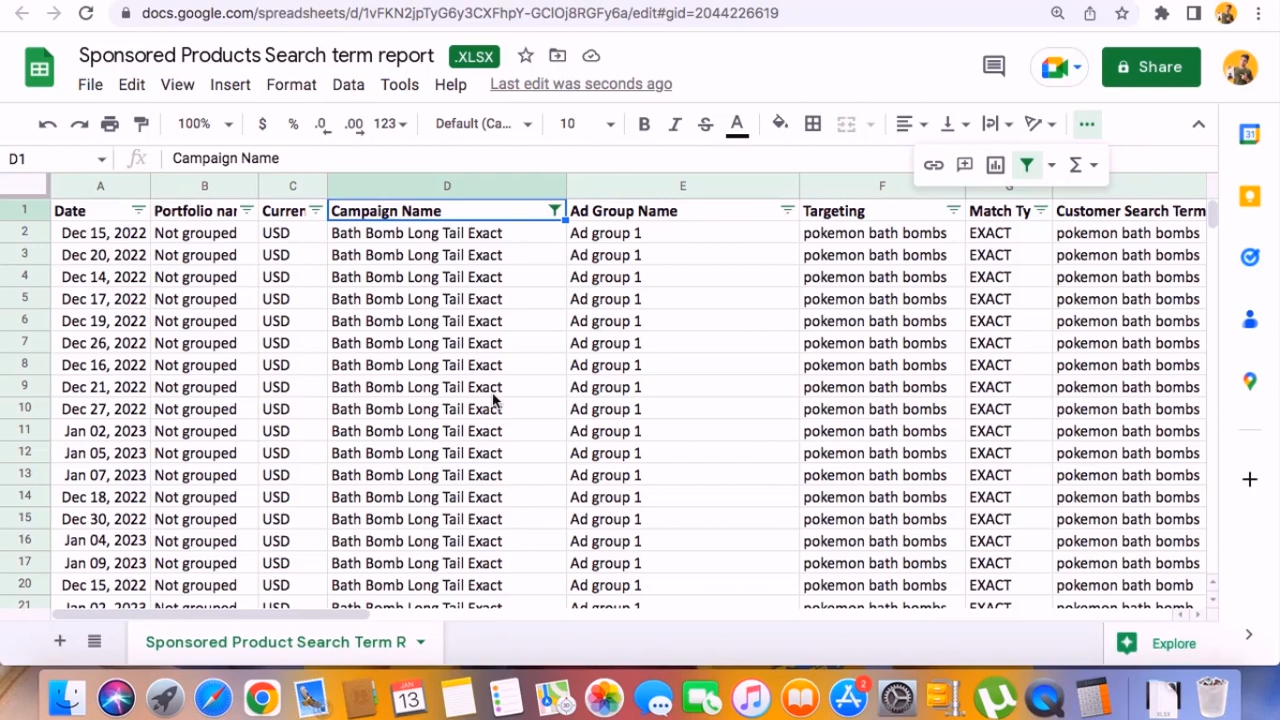 docs.google.com/spreadsheets/d/1vFKN2jpTyG6y3CXFhpY-GClOj8RGFy6a/edit#gid=2044226619
Sponsored Products Search term report .XLSX
Share
File Edit View Insert Format Data Tools Help Last edit was seconds ago
100% $ % .0 .00 123 Default (Ca... 10 B I S A
D1 fx Campaign Name Σ
A B C D E F G
1 Date Portfolio nar Curren Campaign Name Ad Group Name Targeting Match Ty Customer Search Term
2 Dec 15, 2022 Not grouped USD Bath Bomb Long Tail Exact Ad group 1 pokemon bath bombs EXACT pokemon bath bombs
3 Dec 20, 2022 Not grouped USD Bath Bomb Long Tail Exact Ad group 1 pokemon bath bombs EXACT pokemon bath bombs
4 Dec 14, 2022 Not grouped USD Bath Bomb Long Tail Exact Ad group 1 pokemon bath bombs EXACT pokemon bath bombs
5 Dec 17, 2022 Not grouped USD Bath Bomb Long Tail Exact Ad group 1 pokemon bath bombs EXACT pokemon bath bombs
6 Dec 19, 2022 Not grouped USD Bath Bomb Long Tail Exact Ad group 1 pokemon bath bombs EXACT pokemon bath bombs
7 Dec 26, 2022 Not grouped USD Bath Bomb Long Tail Exact Ad group 1 pokemon bath bombs EXACT pokemon bath bombs
8 Dec 16, 2022 Not grouped USD Bath Bomb Long Tail Exact Ad group 1 pokemon bath bombs EXACT pokemon bath bombs
9 Dec 21, 2022 Not grouped USD Bath Bomb Long Tail Exact Ad group 1 pokemon bath bombs EXACT pokemon bath bombs
10 Dec 27, 2022 Not grouped USD Bath Bomb Long Tail Exact Ad group 1 pokemon bath bombs EXACT pokemon bath bombs
11 Jan 02, 2023 Not grouped USD Bath Bomb Long Tail Exact Ad group 1 pokemon bath bombs EXACT pokemon bath bombs
12 Jan 05, 2023 Not grouped USD Bath Bomb Long Tail Exact Ad group 1 pokemon bath bombs EXACT pokemon bath bombs
13 Jan 07, 2023 Not grouped USD Bath Bomb Long Tail Exact Ad group 1 pokemon bath bombs EXACT pokemon bath bombs
14 Dec 18, 2022 Not grouped USD Bath Bomb Long Tail Exact Ad group 1 pokemon bath bombs EXACT pokemon bath bombs
15 Dec 30, 2022 Not grouped USD Bath Bomb Long Tail Exact Ad group 1 pokemon bath bombs EXACT pokemon bath bombs
16 Jan 04, 2023 Not grouped USD Bath Bomb Long Tail Exact Ad group 1 pokemon bath bombs EXACT pokemon bath bombs
17 Jan 09, 2023 Not grouped USD Bath Bomb Long Tail Exact Ad group 1 pokemon bath bombs EXACT pokemon bath bombs
20 Dec 15, 2022 Not grouped USD Bath Bomb Long Tail Exact Ad group 1 pokemon bath bombs EXACT pokemon bath bomb
21 Jan 02, 2023 Not grouped USD Bath Bomb Long Tail Exact Ad group 1 pokemon bath bombs EXACT pokemon bath bomb
Sponsored Product Search Term R
Explore
31
JAN
13
2
XLSX